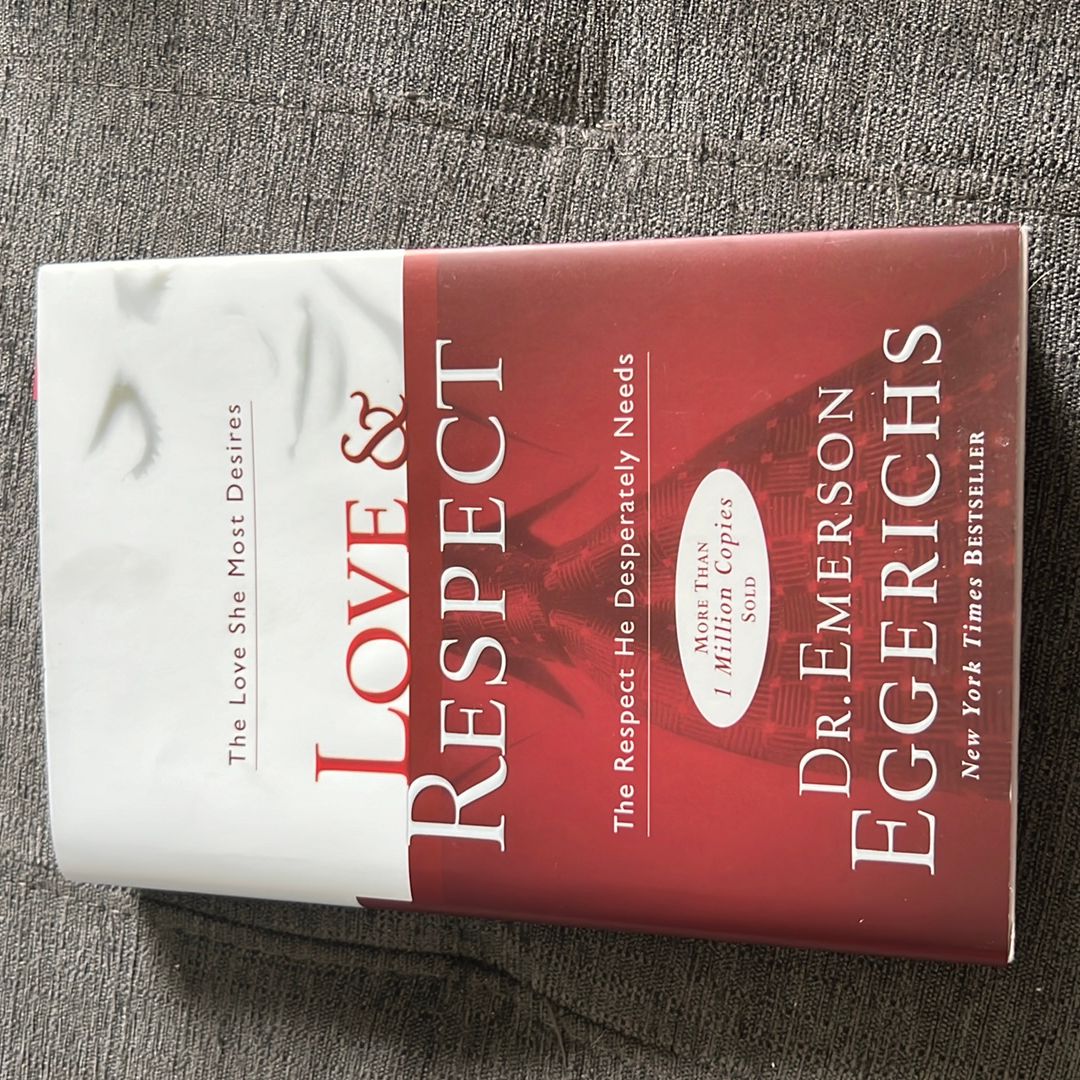 The Love She Most Desires
LOVE &
RESPECT
The Respect He Desperately Needs
MORE THAN
1 Million Copies
SOLD
DR. EMERSON
EGGERICHS
New York Times BESTSELLER